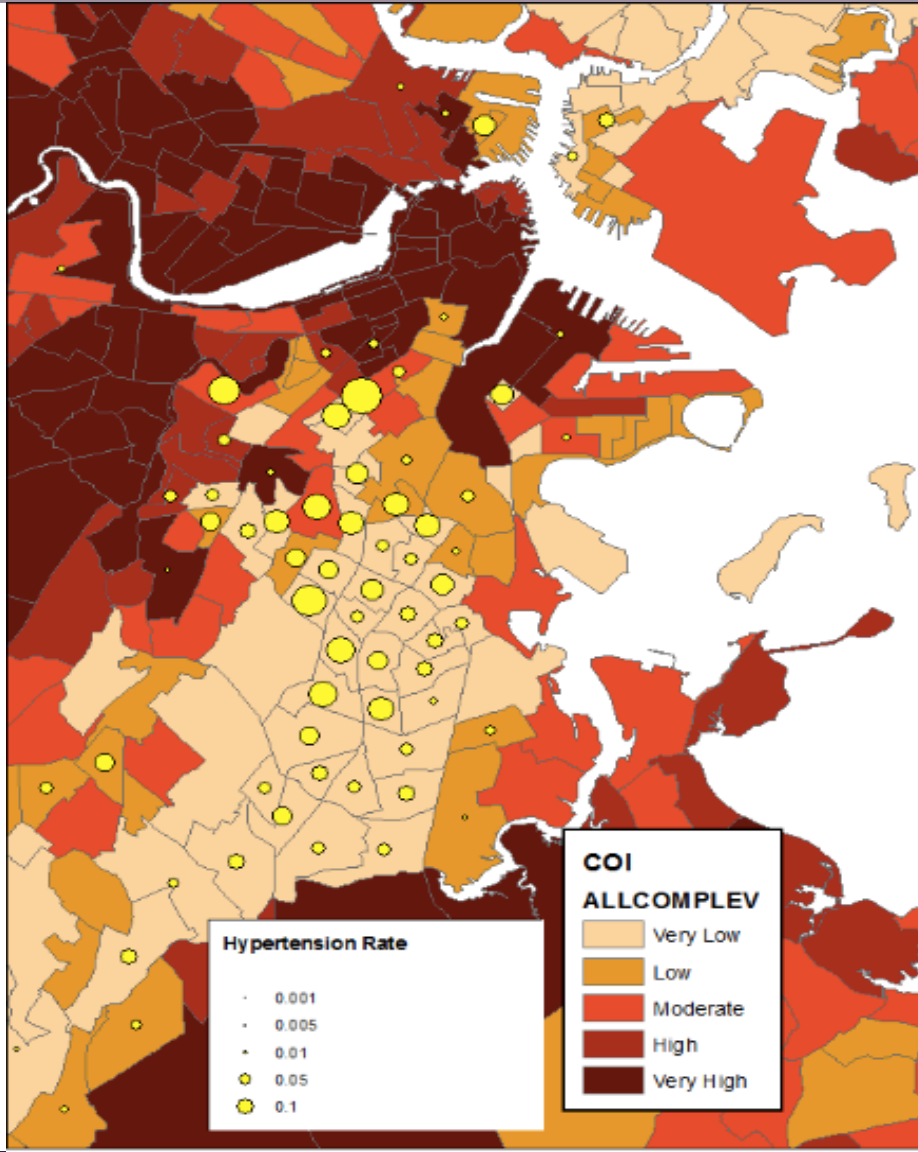 Hypertension Rate
0.001
0.005
0.01
0.05
0.1
COI
ALLCOMPLEV
Very Low
Low
Moderate
High
Very High